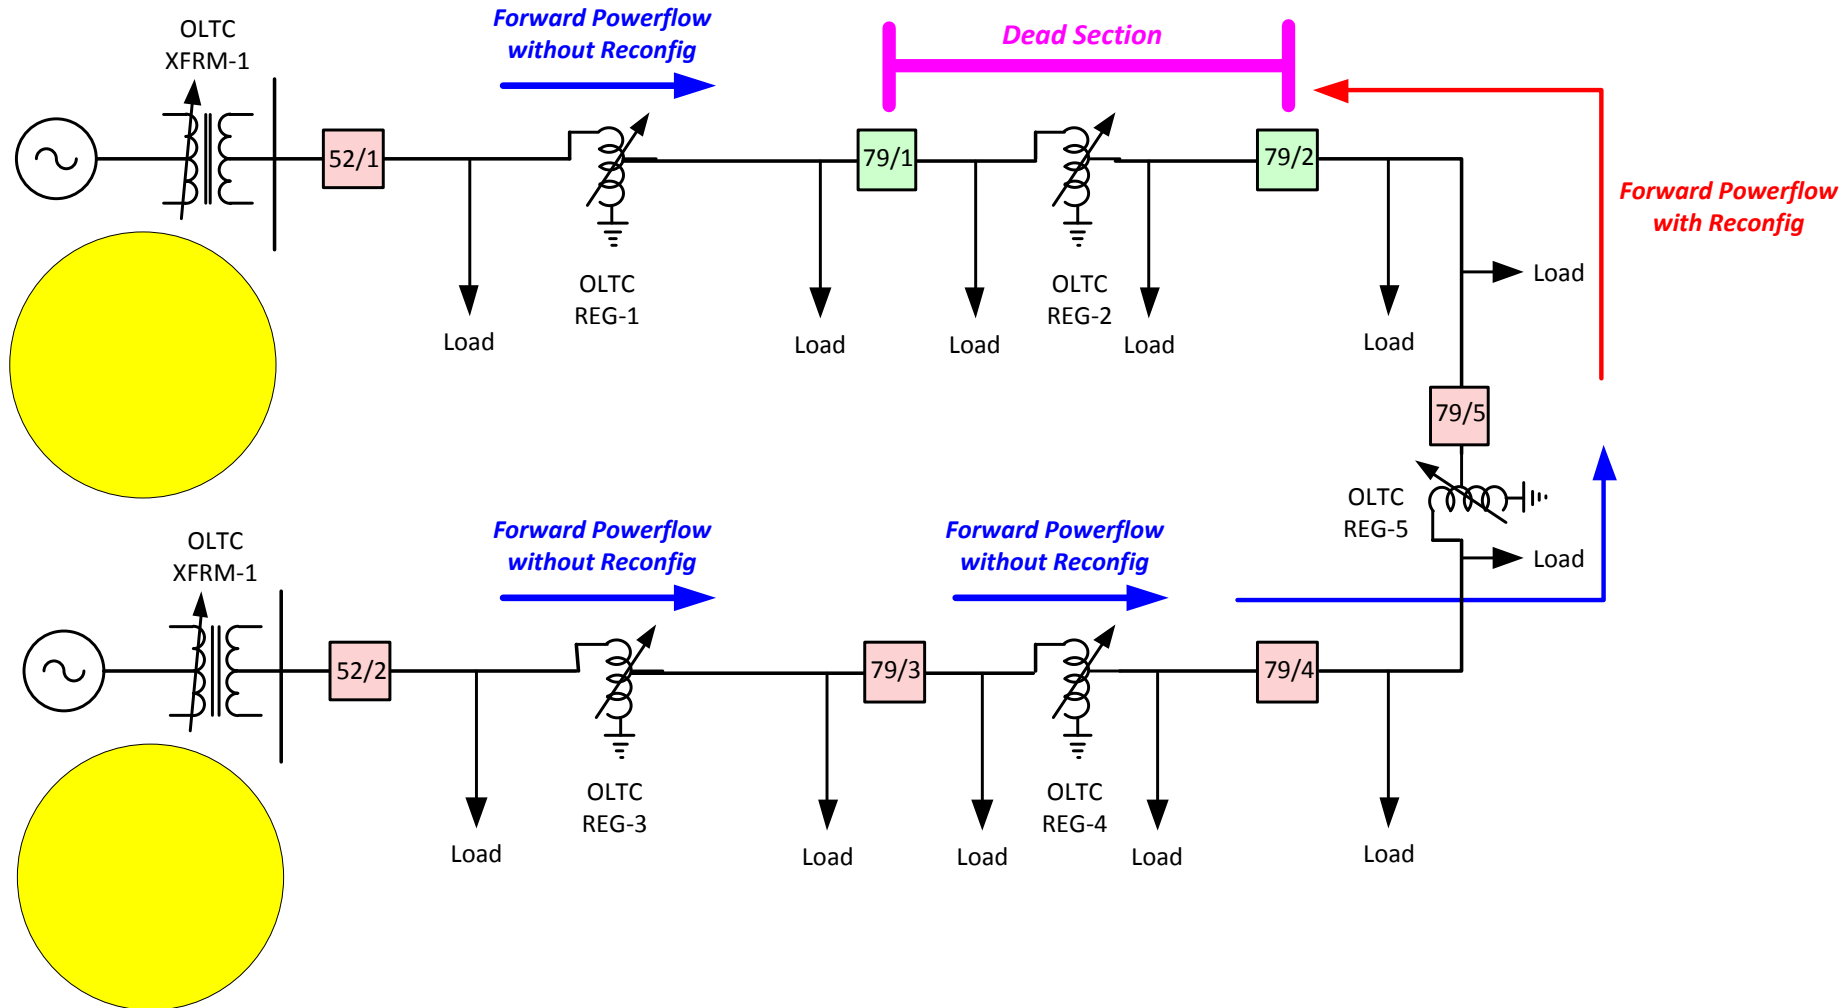 OLTC
XFRM-1
Forward Powerflow
without Reconfig
Dead Section
52/1
79/1
79/2
Forward Powerflow
with Reconfig
OLTC
REG-1
OLTC
REG-2
Load
Load
Load
Load
Load
Load
79/5
OLTC
REG-5
Load
OLTC
XFRM-1
Forward Powerflow
without Reconfig
Forward Powerflow
without Reconfig
52/2
79/3
79/4
OLTC
REG-3
OLTC
REG-4
Load
Load
Load
Load
Load